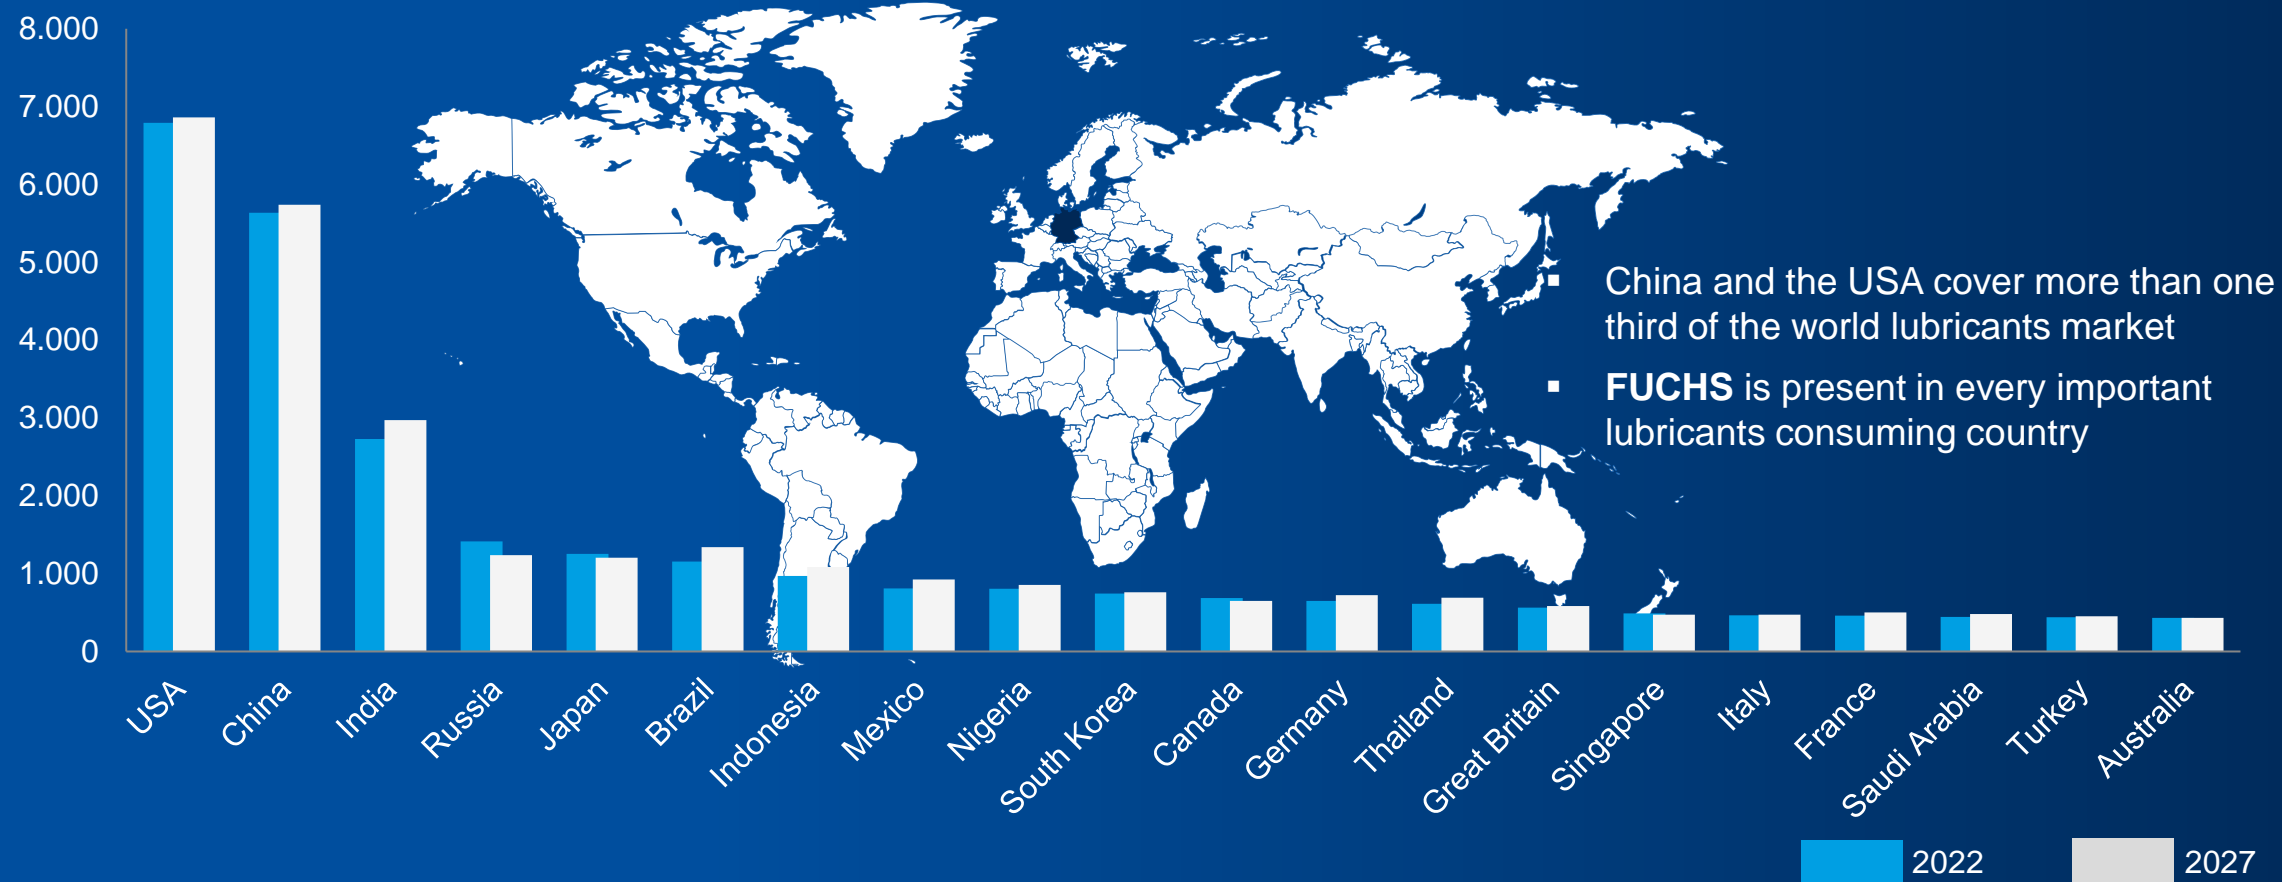 8.000
7.000
6.000
5.000
4.000
3.000
2.000
1.000
0
▪ China and the USA cover more than one
third of the world lubricants market
▪ FUCHS is present in every important
lubricants consuming country
USA
China
India
Russia
Japan
Brazil
Indonesia
Mexico
Nigeria
South Korea
Canada
Germany
Thailand
Great Britain
Singapore
Italy
France
Saudi Arabia
Turkey
Australia
2022
2027